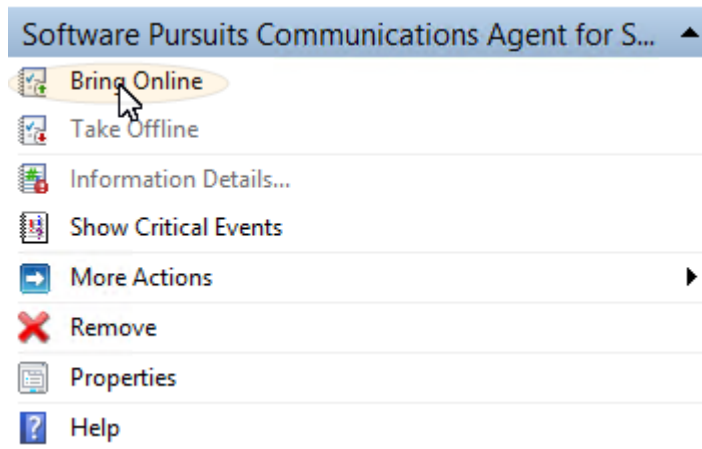 Software Pursuits Communications Agent for S...
Bring Online
Take Offline
Information Details...
Show Critical Events
More Actions
Remove
Properties
Help